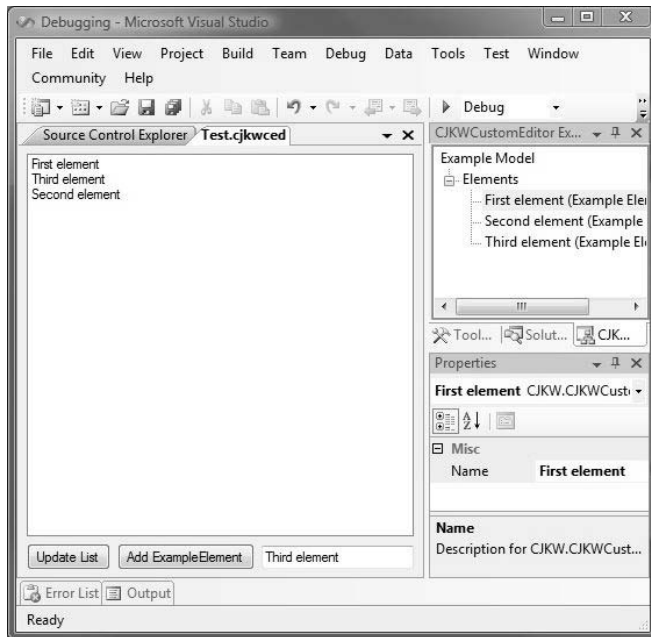 Debugging - Microsoft Visual Studio
File Edit View Project Build Team Debug Data Tools Test Window
Community Help
Debug
Source Control Explorer Test.cjkwced
First element
Third element
Second element
Update List Add ExampleElement Third element
CJKWCustomEditor Ex...
Example Model
Elements
First element (Example Ele
Second element (Example
Third element (Example El
Tool... Solut... CJK...
Properties
First element CJKW.CJKWCust
Misc
Name First element
Name
Description for CJKW.CJKWCust...
Error List Output
Ready